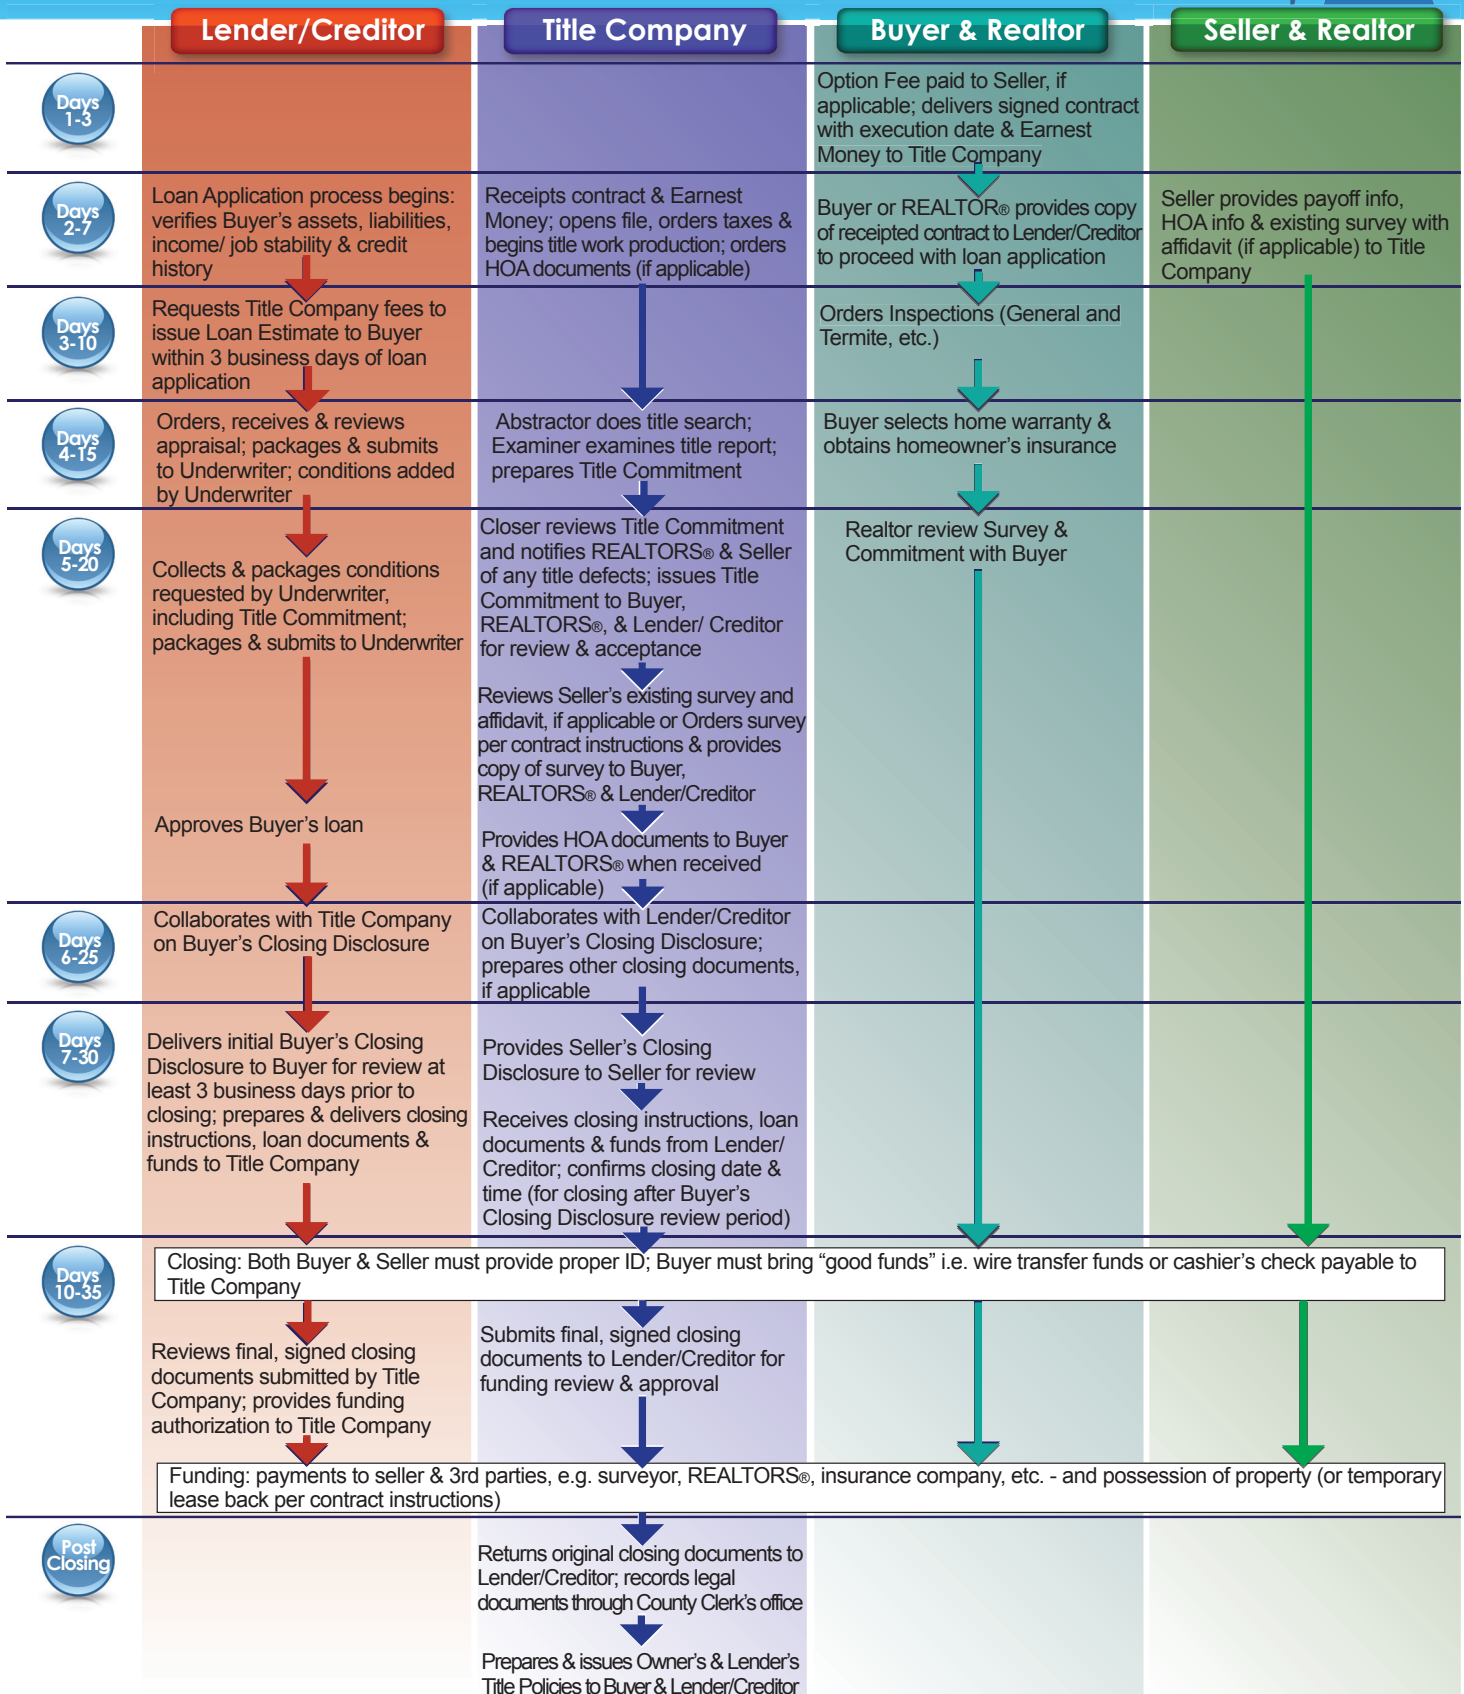 Lender/Creditor
Title Company
Buyer & Realtor
Seller & Realtor
Days
1-3
Option Fee paid to Seller, if
applicable; delivers signed contract
with execution date & Earnest
Money to Title Company
Days
2-7
Loan Application process begins:
verifies Buyer's assets, liabilities,
income/ job stability & credit
history
Receipts contract & Earnest
Money; opens file, orders taxes &
begins title work production; orders
HOA documents (if applicable)
Buyer or REALTOR® provides copy
of receipted contract to Lender/Creditor
to proceed with loan application
Seller provides payoff info,
HOA info & existing survey with
affidavit (if applicable) to Title
Company
Days
3-10
Requests Title Company fees to
issue Loan Estimate to Buyer
within 3 business days of loan
application
Orders Inspections (General and
Termite, etc.)
Days
4-15
Orders, receives & reviews
appraisal; packages & submits
to Underwriter; conditions added
by Underwriter
Abstractor does title search;
Examiner examines title report;
prepares Title Commitment
Buyer selects home warranty &
obtains homeowner's insurance
Days
5-20
Collects & packages conditions
requested by Underwriter,
including Title Commitment;
packages & submits to Underwriter
Approves Buyer's loan
Closer reviews Title Commitment
and notifies REALTORS® & Seller
of any title defects; issues Title
Commitment to Buyer,
REALTORS®, & Lender/ Creditor
for review & acceptance
Reviews Seller's existing survey and
affidavit, if applicable or Orders survey
per contract instructions & provides
copy of survey to Buyer,
REALTORS® & Lender/Creditor
Provides HOA documents to Buyer
& REALTORS® when received
(if applicable)
Realtor review Survey &
Commitment with Buyer
Days
6-25
Collaborates with Title Company
on Buyer's Closing Disclosure
Collaborates with Lender/Creditor
on Buyer's Closing Disclosure;
prepares other closing documents,
if applicable
Days
7-30
Delivers initial Buyer's Closing
Disclosure to Buyer for review at
least 3 business days prior to
closing; prepares & delivers closing
instructions, loan documents &
funds to Title Company
Provides Seller's Closing
Disclosure to Seller for review
Receives closing instructions, loan
documents & funds from Lender/
Creditor; confirms closing date &
time (for closing after Buyer's
Closing Disclosure review period)
Days
10-35
Closing: Both Buyer & Seller must provide proper ID; Buyer must bring “good funds” i.e. wire transfer funds or cashier's check payable to
Title Company
Reviews final, signed closing
documents submitted by Title
Company; provides funding
authorization to Title Company
Submits final, signed closing
documents to Lender/Creditor for
funding review & approval
Funding: payments to seller & 3rd parties, e.g. surveyor, REALTORS®, insurance company, etc. - and possession of property (or temporary
lease back per contract instructions)
Post
Closing
Returns original closing documents to
Lender/Creditor; records legal
documents through County Clerk's office
Prepares & issues Owner's & Lender's
Title Policies to Buyer & Lender/Creditor